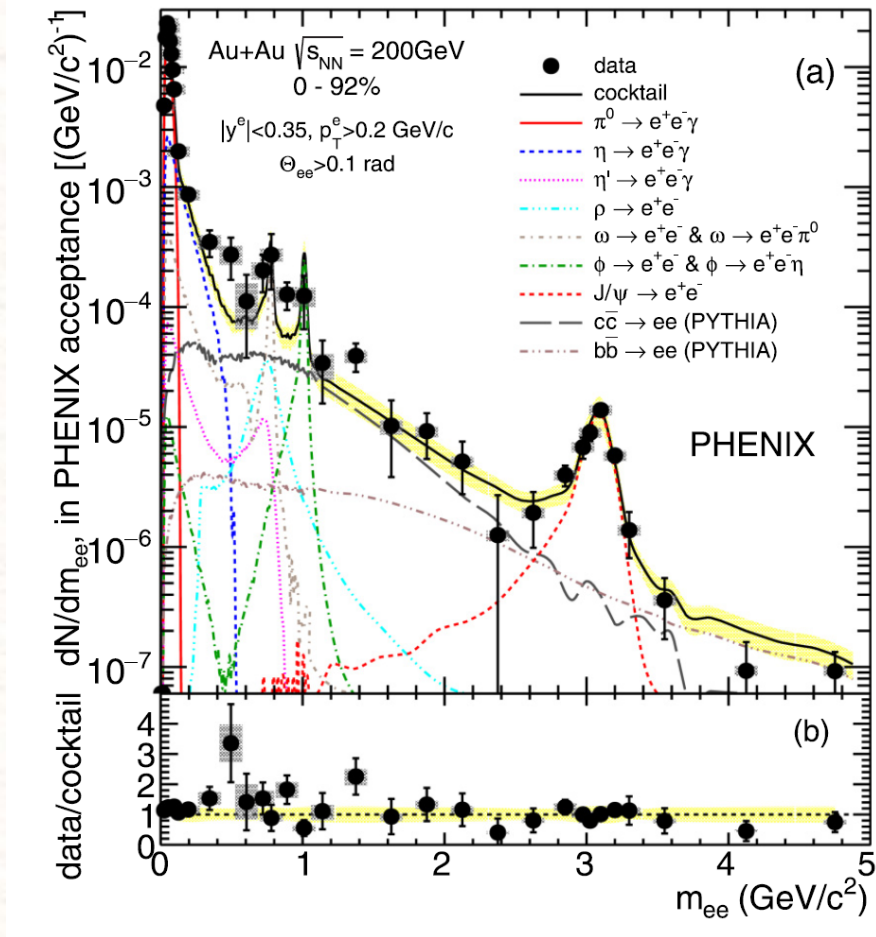 dN/dm_ee, in PHENIX acceptance [(GeV/c²)⁻¹]
10⁻²
10⁻³
10⁻⁴
10⁻⁵
10⁻⁶
10⁻⁷
Au+Au √s_NN = 200GeV
0 - 92%
|yᵉ|<0.35, pᵉ_T>0.2 GeV/c
Θ_ee>0.1 rad
(a)
data
cocktail
π⁰ → e⁺e⁻γ
η → e⁺e⁻γ
η' → e⁺e⁻γ
ρ → e⁺e⁻
ω → e⁺e⁻ & ω → e⁺e⁻π⁰
ϕ → e⁺e⁻ & ϕ → e⁺e⁻η
J/ψ → e⁺e⁻
cc̅ → ee (PYTHIA)
bb̅ → ee (PYTHIA)
PHENIX
data/cocktail
4
3
2
1
0
(b)
0 1 2 3 4 5
m_ee (GeV/c²)